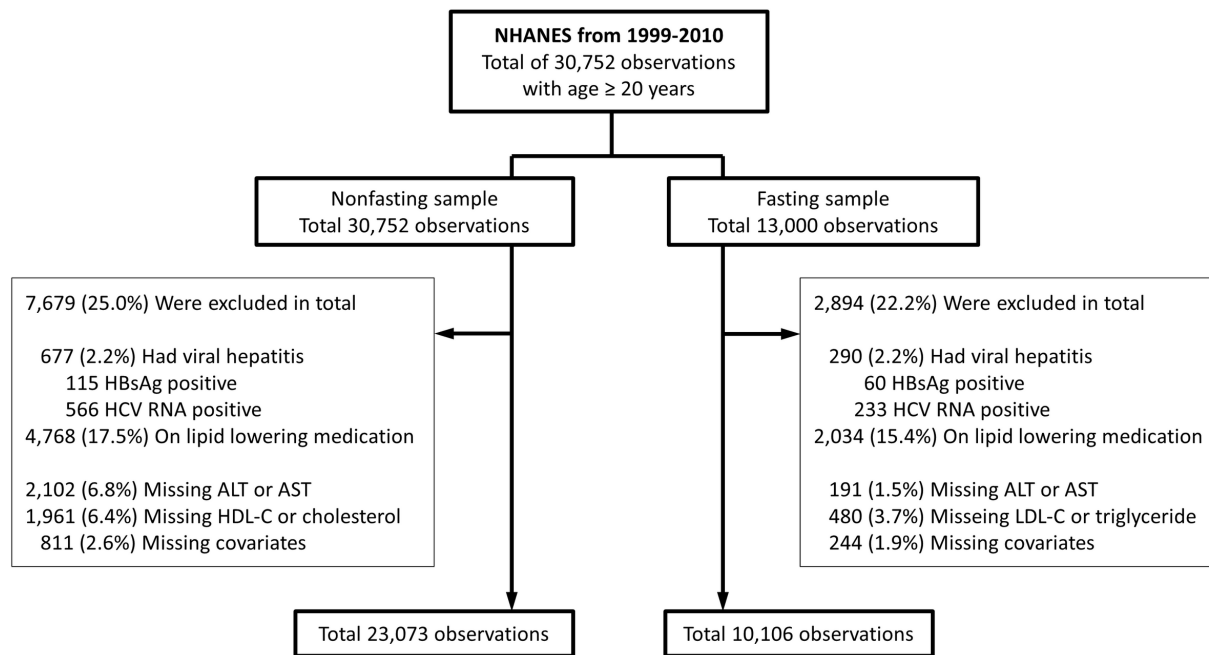 NHANES from 1999-2010
Total of 30,752 observations
with age ≥ 20 years
Nonfasting sample
Total 30,752 observations
Fasting sample
Total 13,000 observations
7,679 (25.0%) Were excluded in total
677 (2.2%) Had viral hepatitis
115 HBsAg positive
566 HCV RNA positive
4,768 (17.5%) On lipid lowering medication
2,102 (6.8%) Missing ALT or AST
1,961 (6.4%) Missing HDL-C or cholesterol
811 (2.6%) Missing covariates
2,894 (22.2%) Were excluded in total
290 (2.2%) Had viral hepatitis
60 HBsAg positive
233 HCV RNA positive
2,034 (15.4%) On lipid lowering medication
191 (1.5%) Missing ALT or AST
480 (3.7%) Misseing LDL-C or triglyceride
244 (1.9%) Missing covariates
Total 23,073 observations
Total 10,106 observations